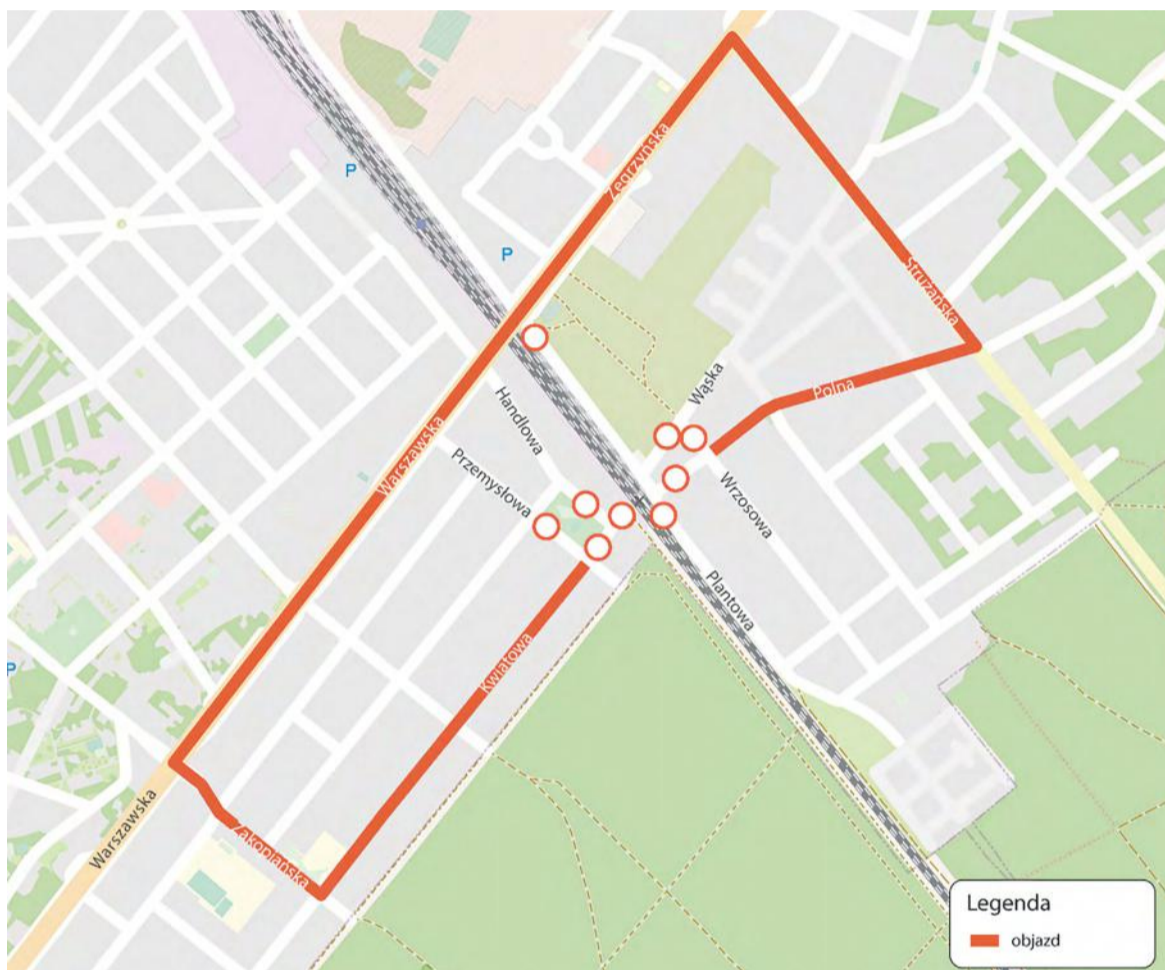 Zegrzyńska
P
P
Strużańska
Wąska
Polna
Handlowa
Warszawska
Przemysłowa
Wrzosowa
Plantowa
Kwiatowa
P
Warszawska
Zakopiańska
Legenda
objazd